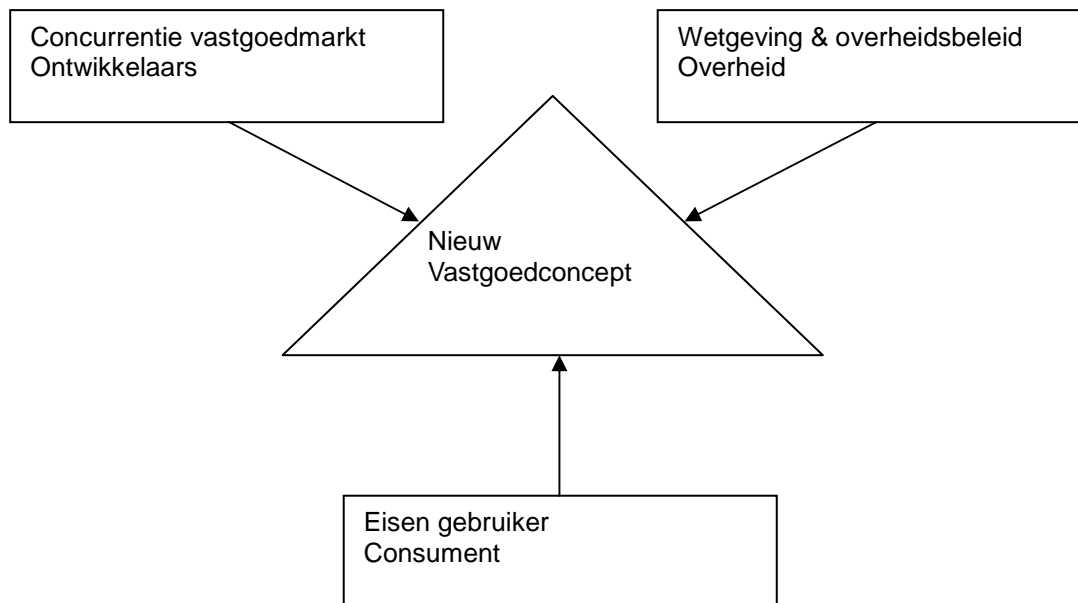 Concurrentie vastgoedmarkt
Ontwikkelaars
Wetgeving & overheidsbeleid
Overheid
Nieuw
Vastgoedconcept
Eisen gebruiker
Consument